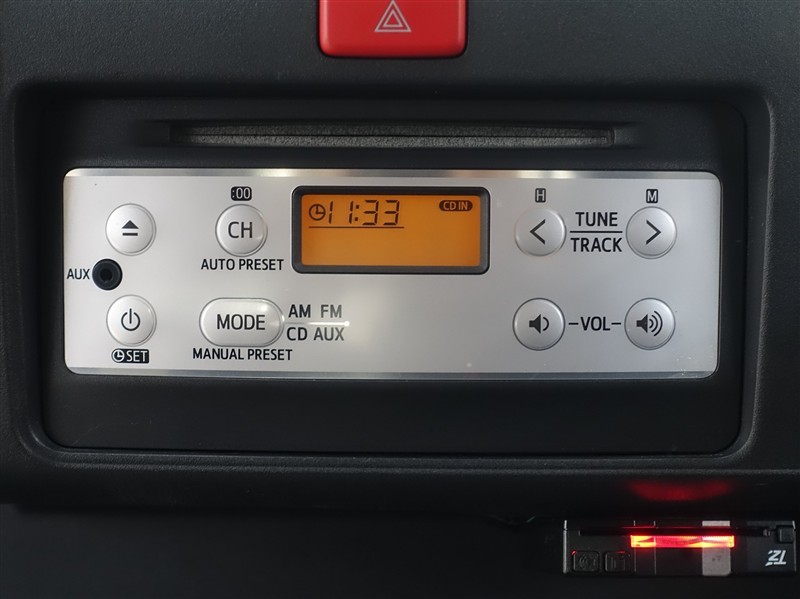 :00
H
M
11:33
CD IN
CH
TUNE
TRACK
AUX
AUTO PRESET
MODE
AM FM
CD AUX
-VOL-
SET
MANUAL PRESET
TZ